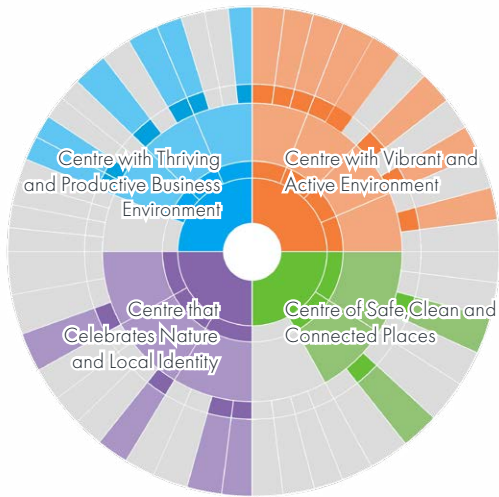 Centre with Thriving
and Productive Business
Environment
Centre with Vibrant and
Active Environment
Centre that
Celebrates Nature
and Local Identity
Centre of Safe, Clean and
Connected Places